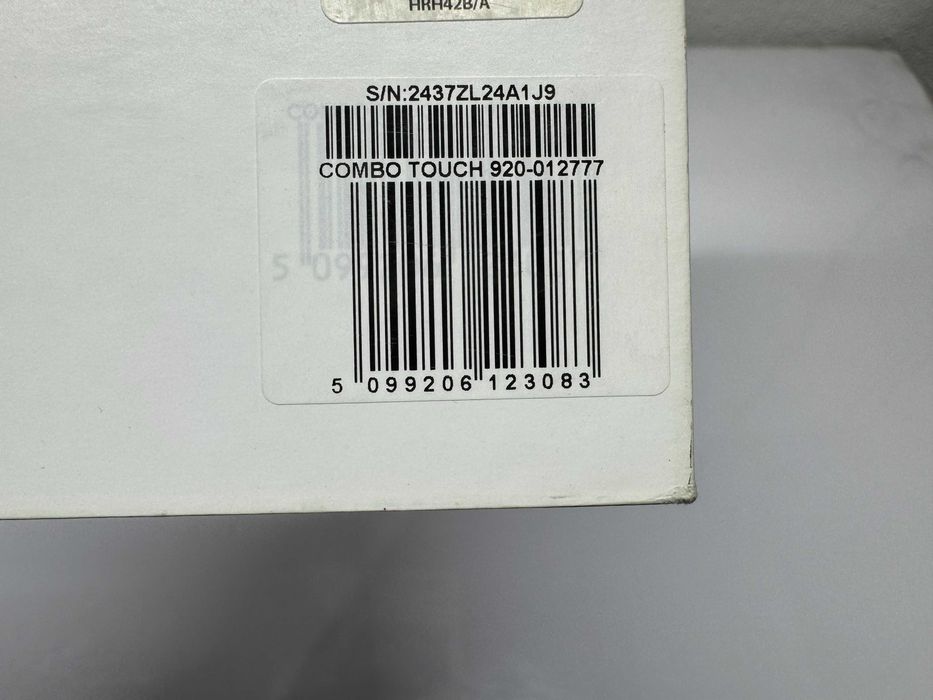 HRH42B/A
S/N:2437ZL24A1J9
COMBO TOUCH 920-012777
5 099206 123083